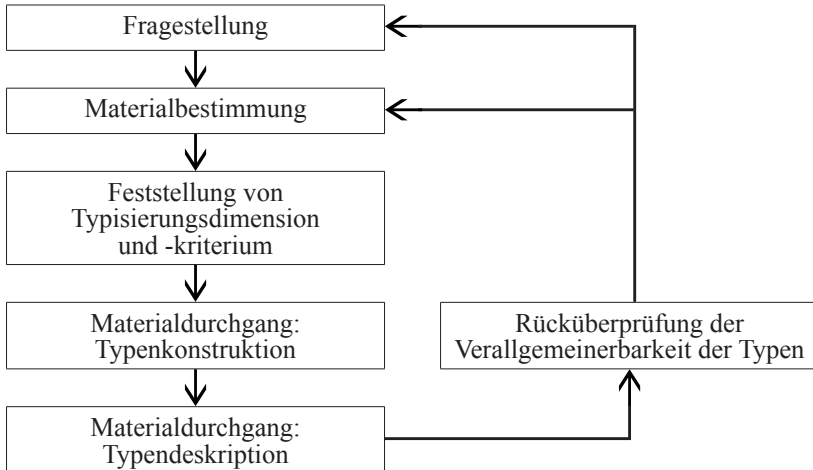 Fragestellung
Materialbestimmung
Feststellung von
Typisierungsdimension
und -kriterium
Materialdurchgang:
Typenkonstruktion
Rücküberprüfung der
Verallgemeinerbarkeit der Typen
Materialdurchgang:
Typendeskription